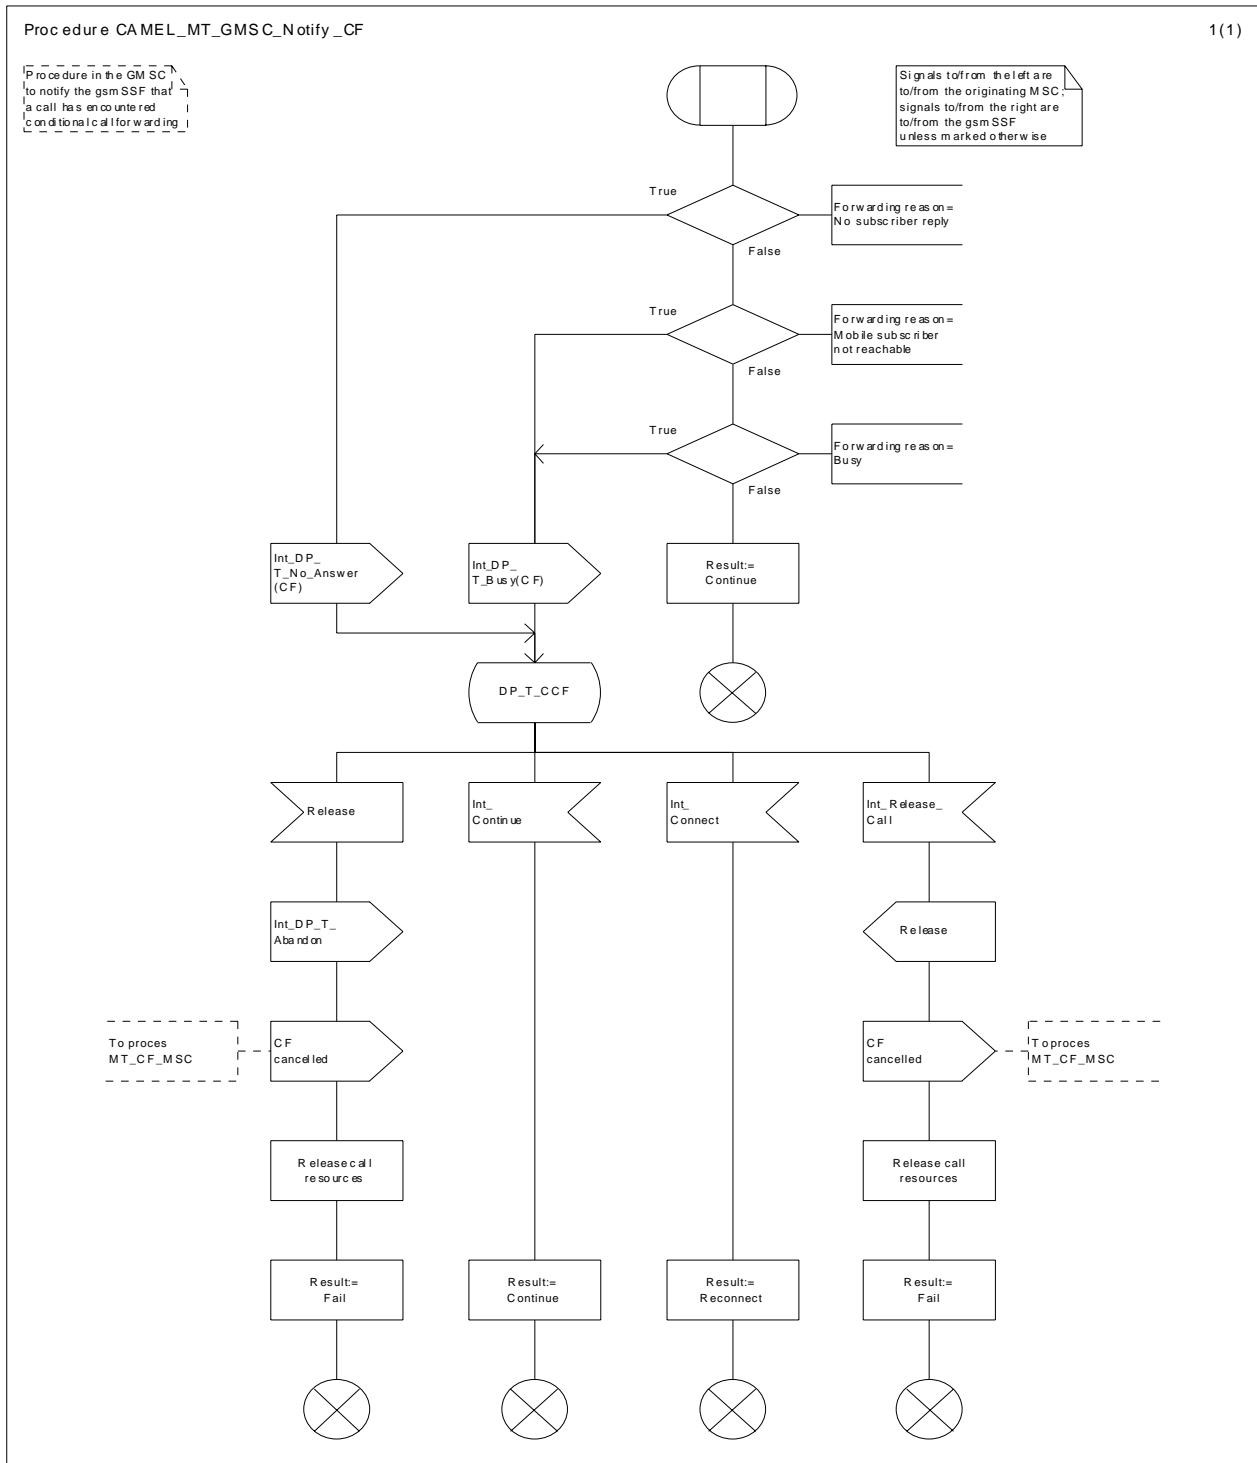 Procedure CAMEL_MT_GMSC_Notify_CF
1(1)
Procedure in the GMSC
to notify the gsmSSF that
a call has encountered
conditional call forwarding
Signals to/from the left are
to/from the originating MSC;
signals to/from the right are
to/from the gsmSSF
unless marked otherwise
True
Forwarding reason=
No subscriber reply
False
True
Forwarding reason=
Mobile subscriber
not reachable
False
True
Forwarding reason=
Busy
False
Int_DP_
T_No_Answer
(CF)
Int_DP_
T_Busy(CF)
Result:=
Continue
DP_T_CCF
Release
Int_
Continue
Int_
Connect
Int_Release_
Call
Int_DP_T_
Abandon
Release
To proces
MT_CF_MSC
CF
cancelled
CF
cancelled
To proces
MT_CF_MSC
Release call
resources
Release call
resources
Result:=
Fail
Result:=
Continue
Result:=
Reconnect
Result:=
Fail